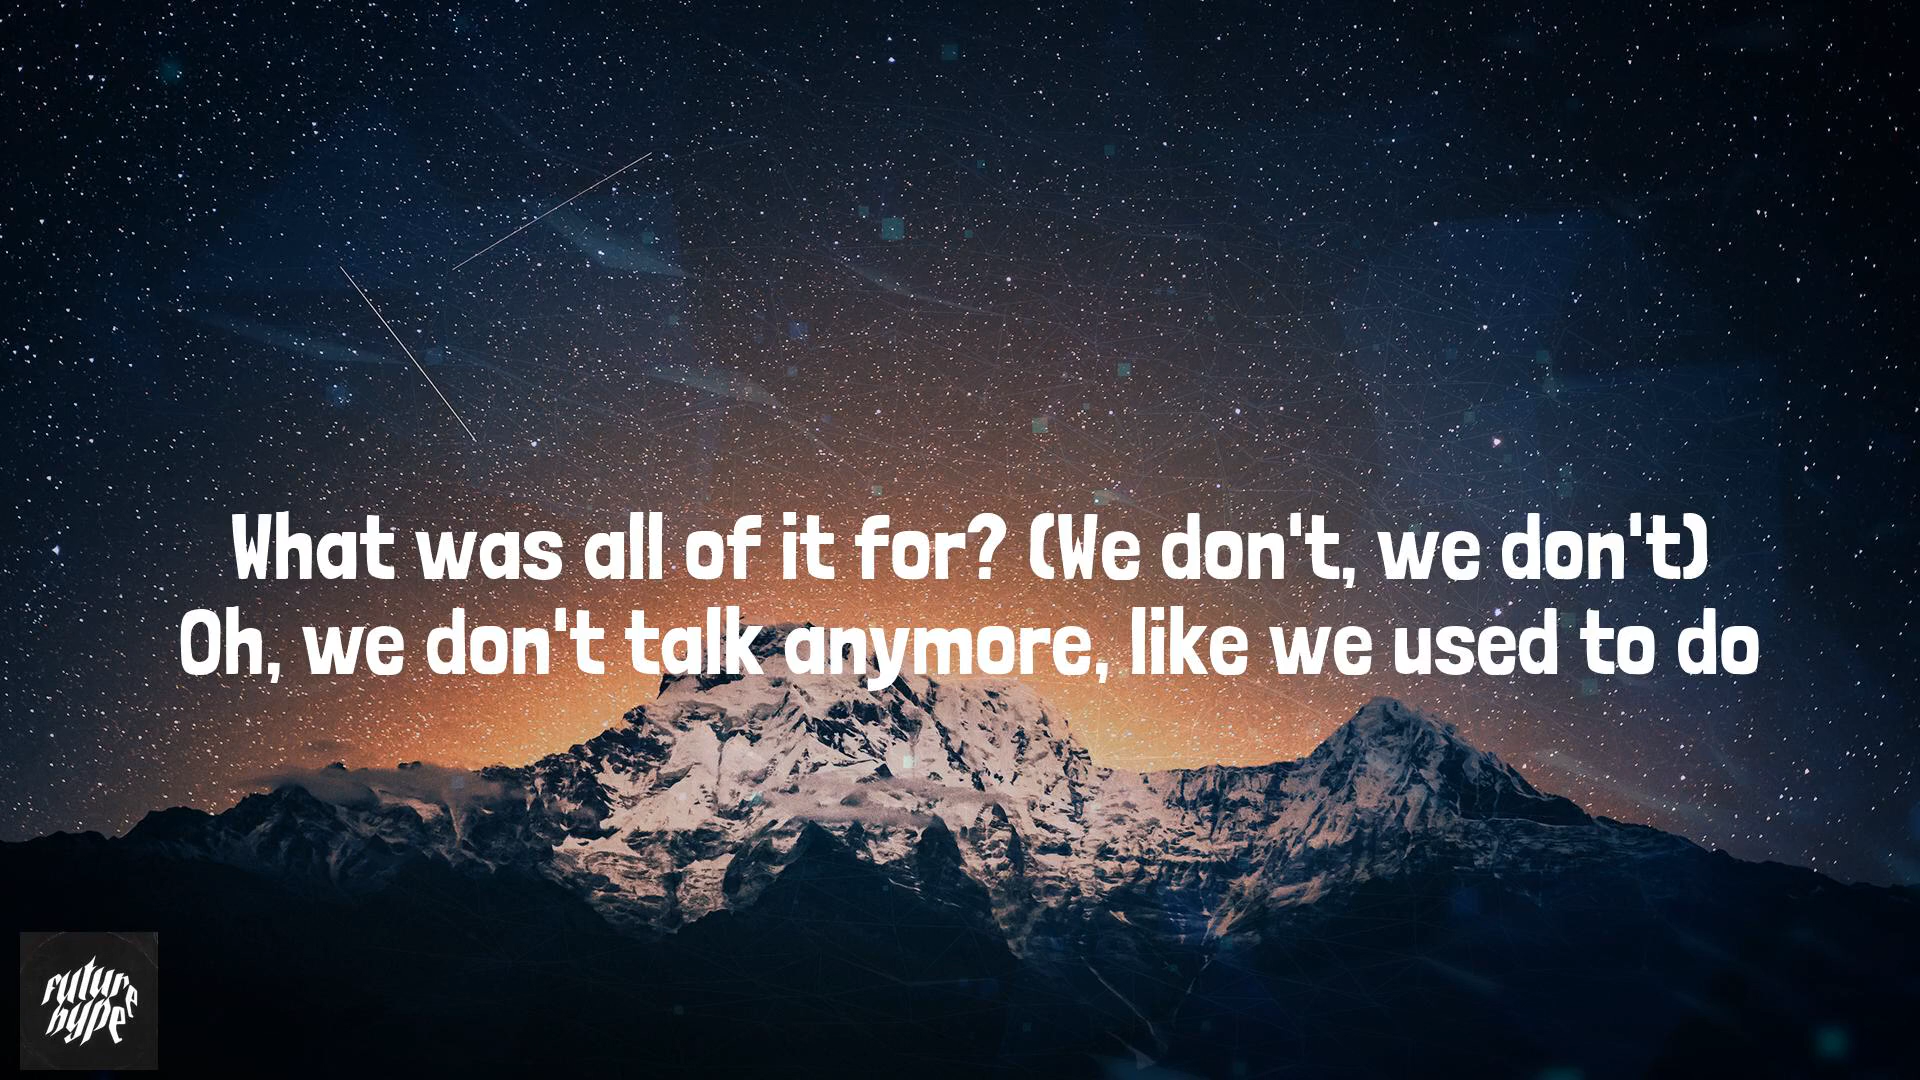 What was all of it for? (We don't, we don't)
Oh, we don't talk anymore, like we used to do
future
hype